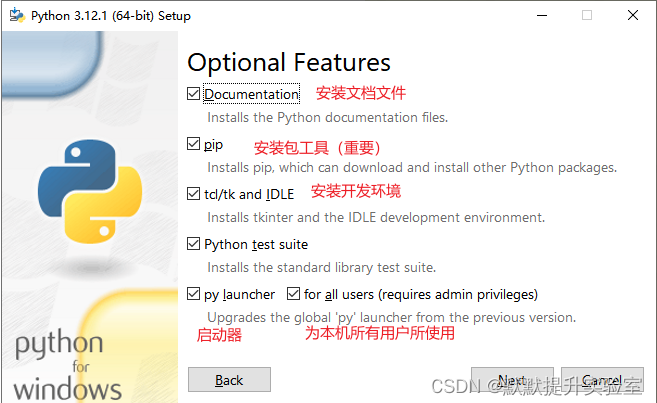 Python 3.12.1 (64-bit) Setup
Optional Features
Documentation 安装文档文件
Installs the Python documentation files.
pip 安装包工具（重要）
Installs pip, which can download and install other Python packages.
tcl/tk and IDLE 安装开发环境
Installs tkinter and the IDLE development environment.
Python test suite
Installs the standard library test suite.
py launcher for all users (requires admin privileges)
Upgrades the global 'py' launcher from the previous version.
启动器 为本机所有用户所使用
python
for
windows
Back Next Cancel
CSDN @默默提升实验室